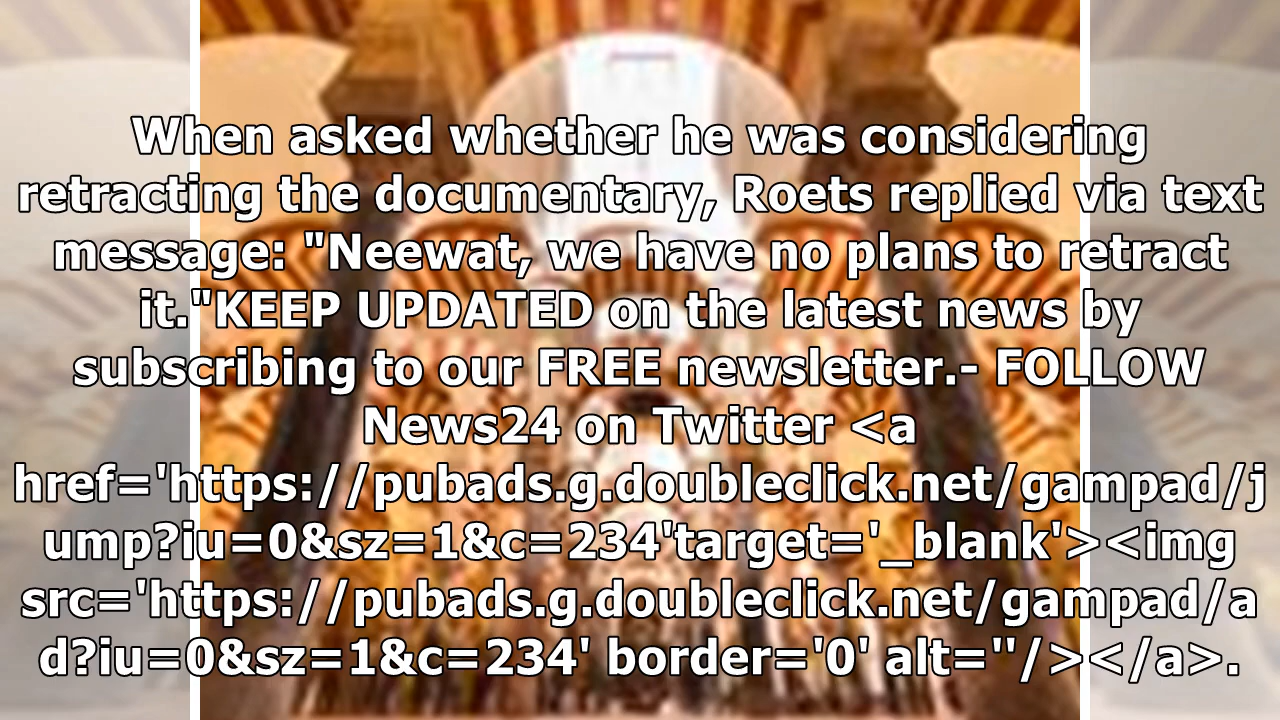 When asked whether he was considering
retracting the documentary, Roets replied via text
message: "Neewat, we have no plans to retract
it."KEEP UPDATED on the latest news by
subscribing to our FREE newsletter.- FOLLOW
News24 on Twitter <a
href='https://pubads.g.doubleclick.net/gampad/j
ump?iu=0&sz=1&c=234'target='_blank'><img
src='https://pubads.g.doubleclick.net/gampad/a
d?iu=0&sz=1&c=234' border='0' alt=''/></a>.